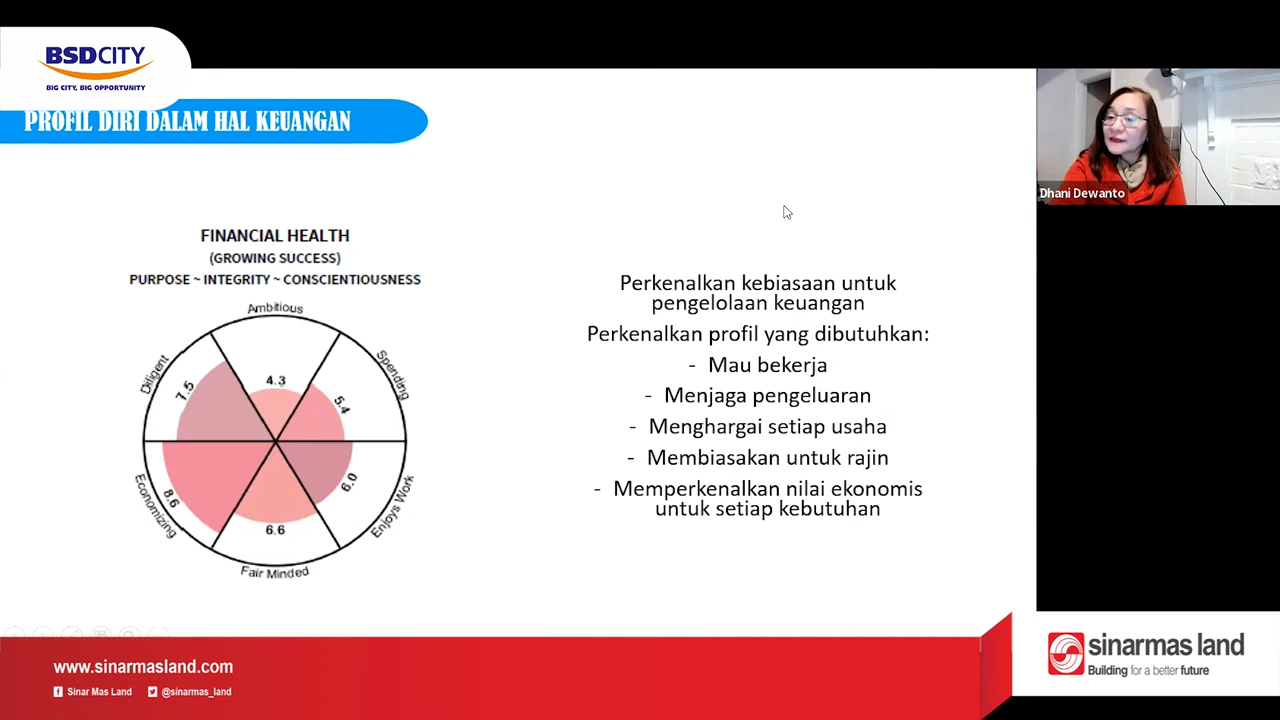 BSDCITY
BIG CITY, BIG OPPORTUNITY
PROFIL DIRI DALAM HAL KEUANGAN
Dhani Dewanto
FINANCIAL HEALTH
(GROWING SUCCESS)
PURPOSE ~ INTEGRITY ~ CONSCIENTIOUSNESS
Ambitious
Diligent
Spending
7.5
4.3
5.4
Economizing
8.6
6.0
Enjoys Work
6.6
Fair Minded
Perkenalkan kebiasaan untuk
pengelolaan keuangan
Perkenalkan profil yang dibutuhkan:
- Mau bekerja
- Menjaga pengeluaran
- Menghargai setiap usaha
- Membiasakan untuk rajin
- Memperkenalkan nilai ekonomis
untuk setiap kebutuhan
www.sinarmasland.com
Sinar Mas Land
@sinarmas_land
sinarmas land
Building for a better future